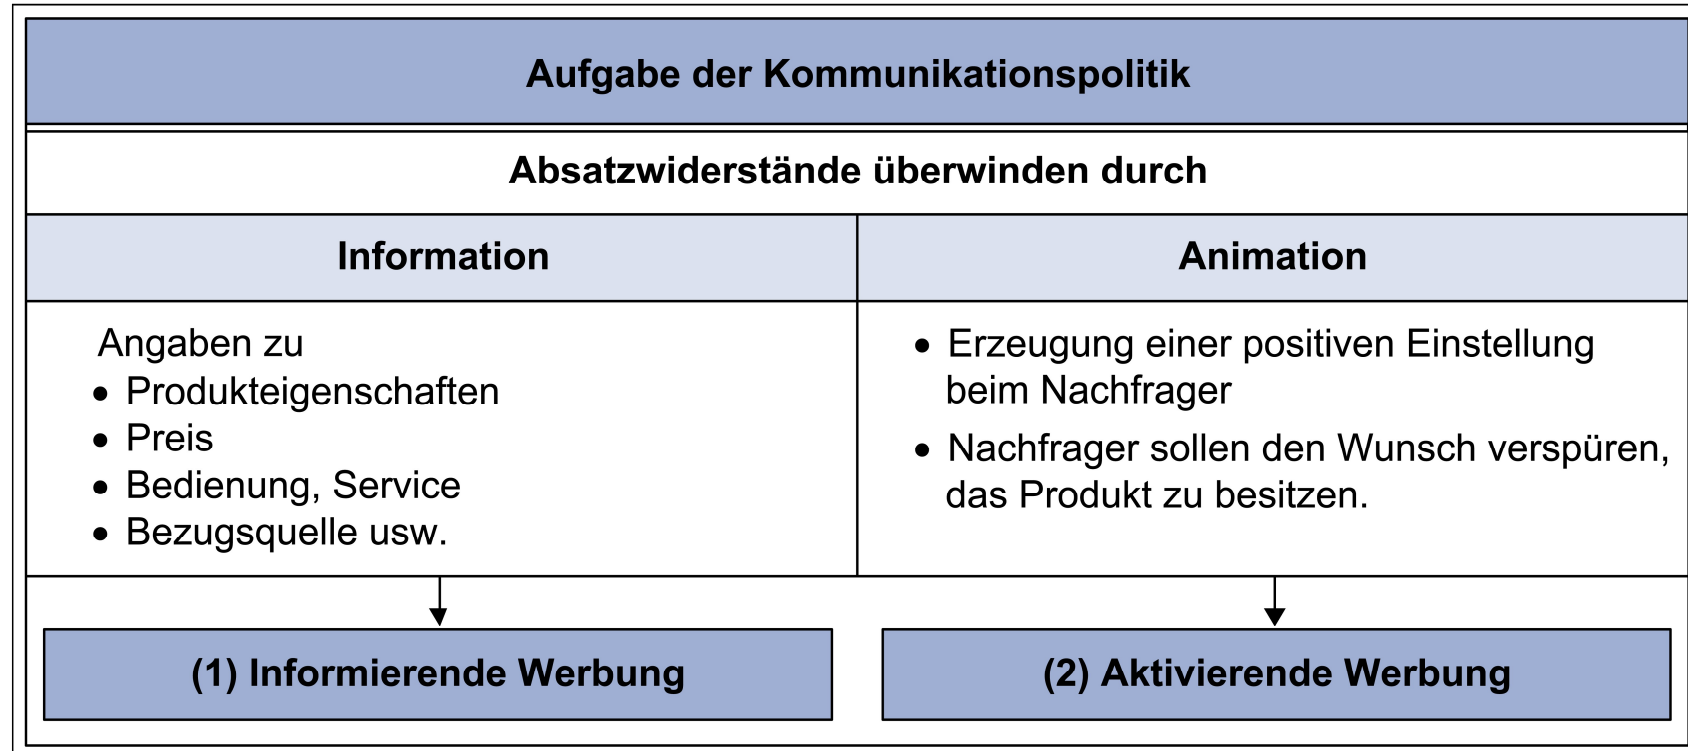 Aufgabe der Kommunikationspolitik
Absatzwiderstände überwinden durch
Information
Angaben zu
• Produkteigenschaften
• Preis
• Bedienung, Service
• Bezugsquelle usw.
(1) Informierende Werbung
Animation
• Erzeugung einer positiven Einstellung
beim Nachfrager
• Nachfrager sollen den Wunsch verspüren,
das Produkt zu besitzen.
(2) Aktivierende Werbung